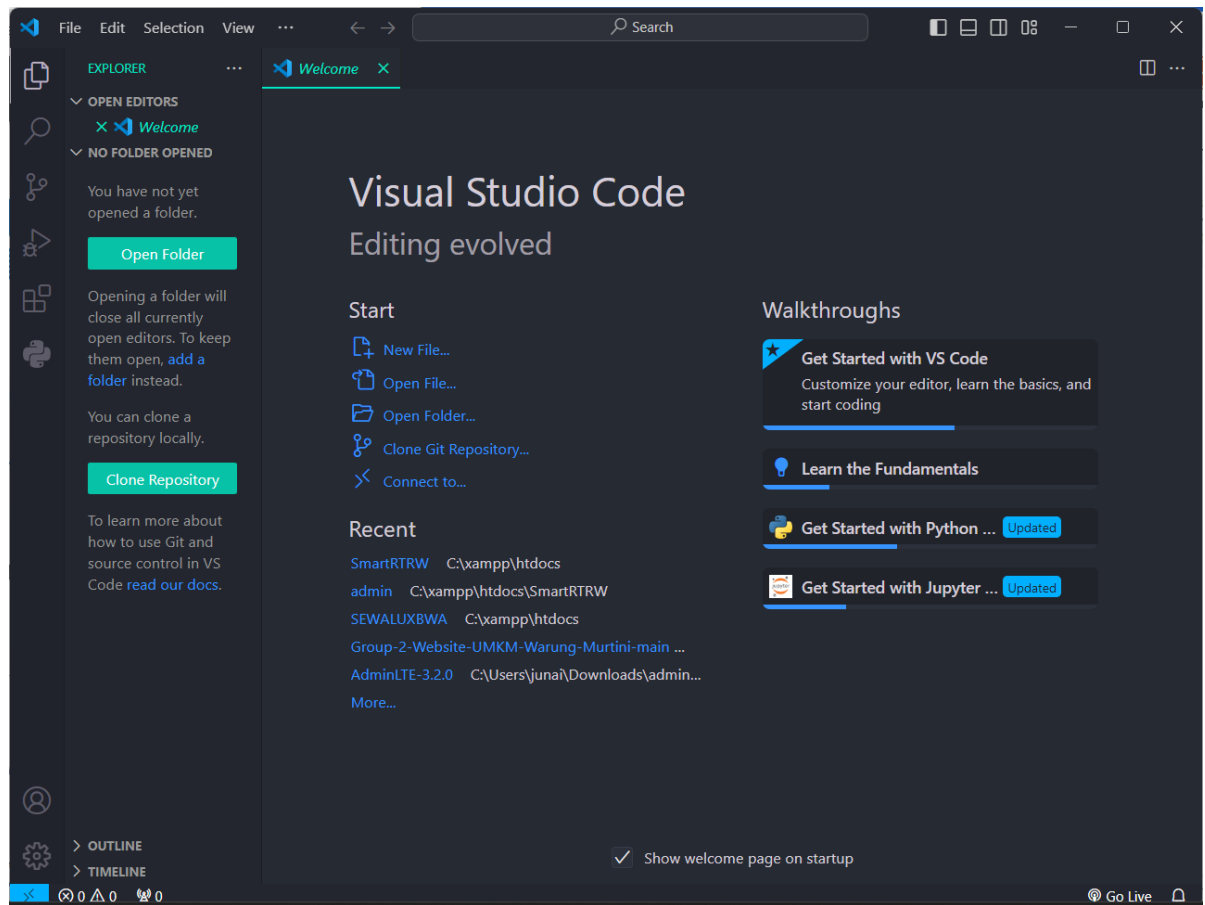 File Edit Selection View ... Search
EXPLORER ...
Welcome
OPEN EDITORS
Welcome
NO FOLDER OPENED
You have not yet
opened a folder.
Open Folder
Opening a folder will
close all currently
open editors. To keep
them open, add a
folder instead.
You can clone a
repository locally.
Clone Repository
To learn more about
how to use Git and
source control in VS
Code read our docs.
OUTLINE
TIMELINE
Visual Studio Code
Editing evolved
Start
New File...
Open File...
Open Folder...
Clone Git Repository...
Connect to...
Recent
SmartRTRW C:\xampp\htdocs
admin C:\xampp\htdocs\SmartRTRW
SEWALUXBWA C:\xampp\htdocs
Group-2-Website-UMKM-Warung-Murtini-main ...
AdminLTE-3.2.0 C:\Users\junai\Downloads\admin...
More...
Walkthroughs
Get Started with VS Code
Customize your editor, learn the basics, and
start coding
Learn the Fundamentals
Get Started with Python ... Updated
Get Started with Jupyter ... Updated
Show welcome page on startup
0 0 0 Go Live